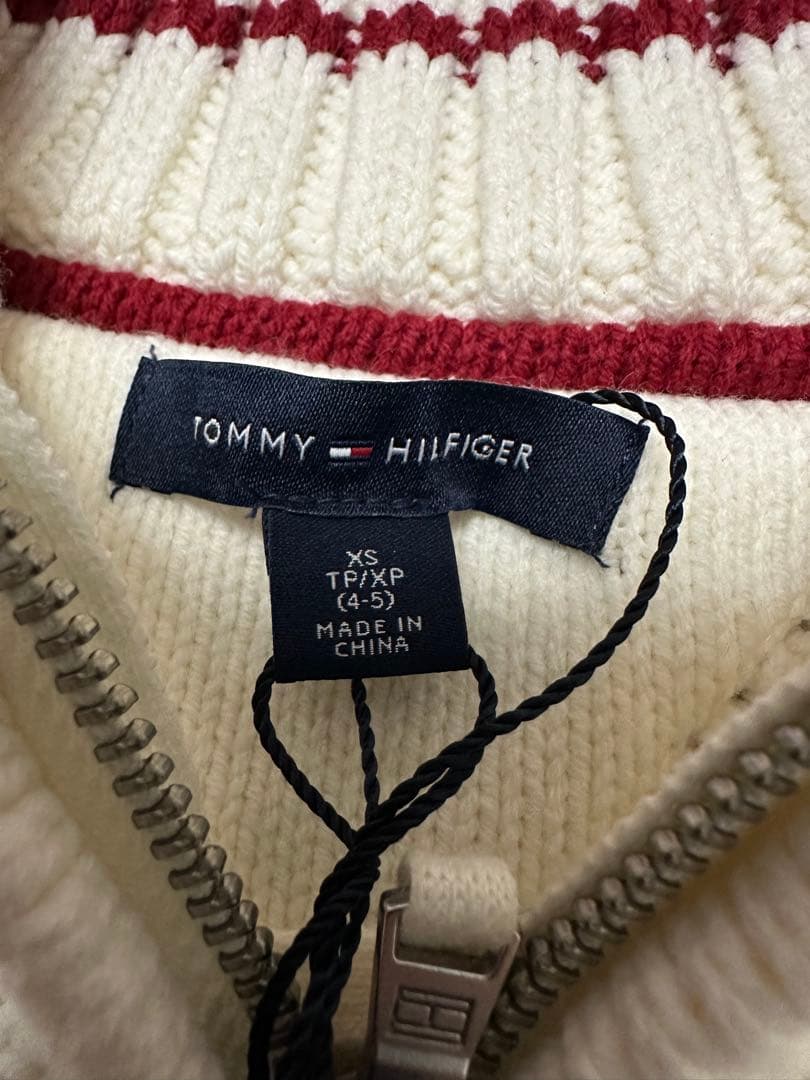 TOMMY HILFIGER
XS
TP/XP
(4-5)
MADE IN
CHINA